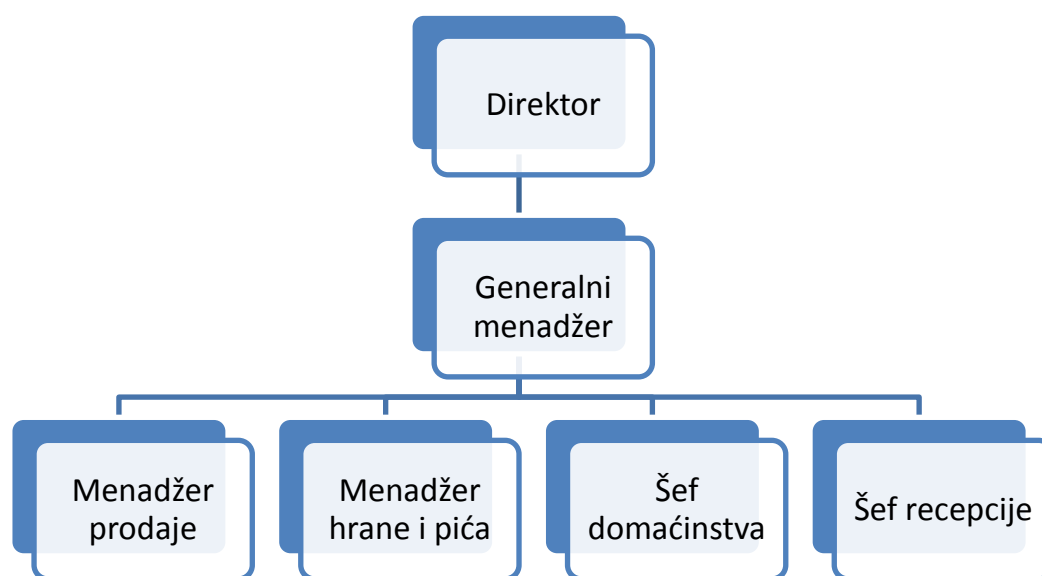 Direktor
Generalni
menadžer
Menadžer
prodaje
Menadžer
hrane i pića
Šef
domaćinstva
Šef recepcije